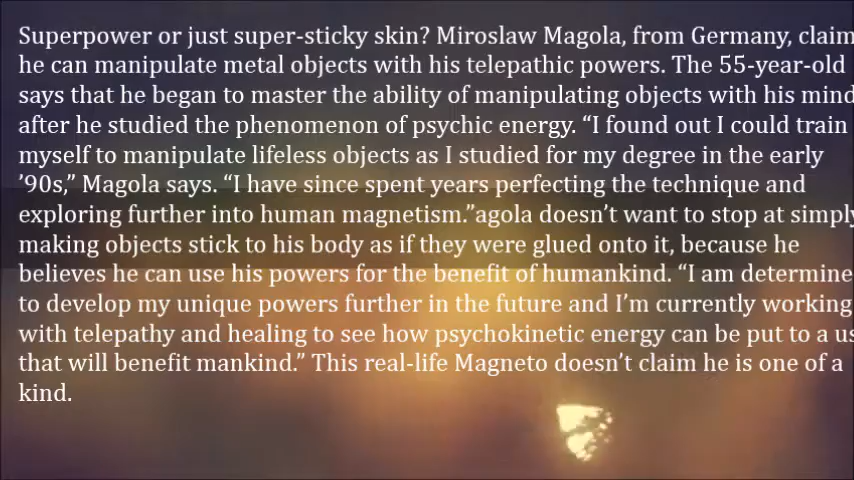 Superpower or just super-sticky skin? Miroslaw Magola, from Germany, claim
he can manipulate metal objects with his telepathic powers. The 55-year-old
says that he began to master the ability of manipulating objects with his mind
after he studied the phenomenon of psychic energy. “I found out I could train
myself to manipulate lifeless objects as I studied for my degree in the early
’90s,” Magola says. “I have since spent years perfecting the technique and
exploring further into human magnetism.”agola doesn’t want to stop at simply
making objects stick to his body as if they were glued onto it, because he
believes he can use his powers for the benefit of humankind. “I am determine
to develop my unique powers further in the future and I’m currently working
with telepathy and healing to see how psychokinetic energy can be put to a us
that will benefit mankind.” This real-life Magneto doesn’t claim he is one of a
kind.